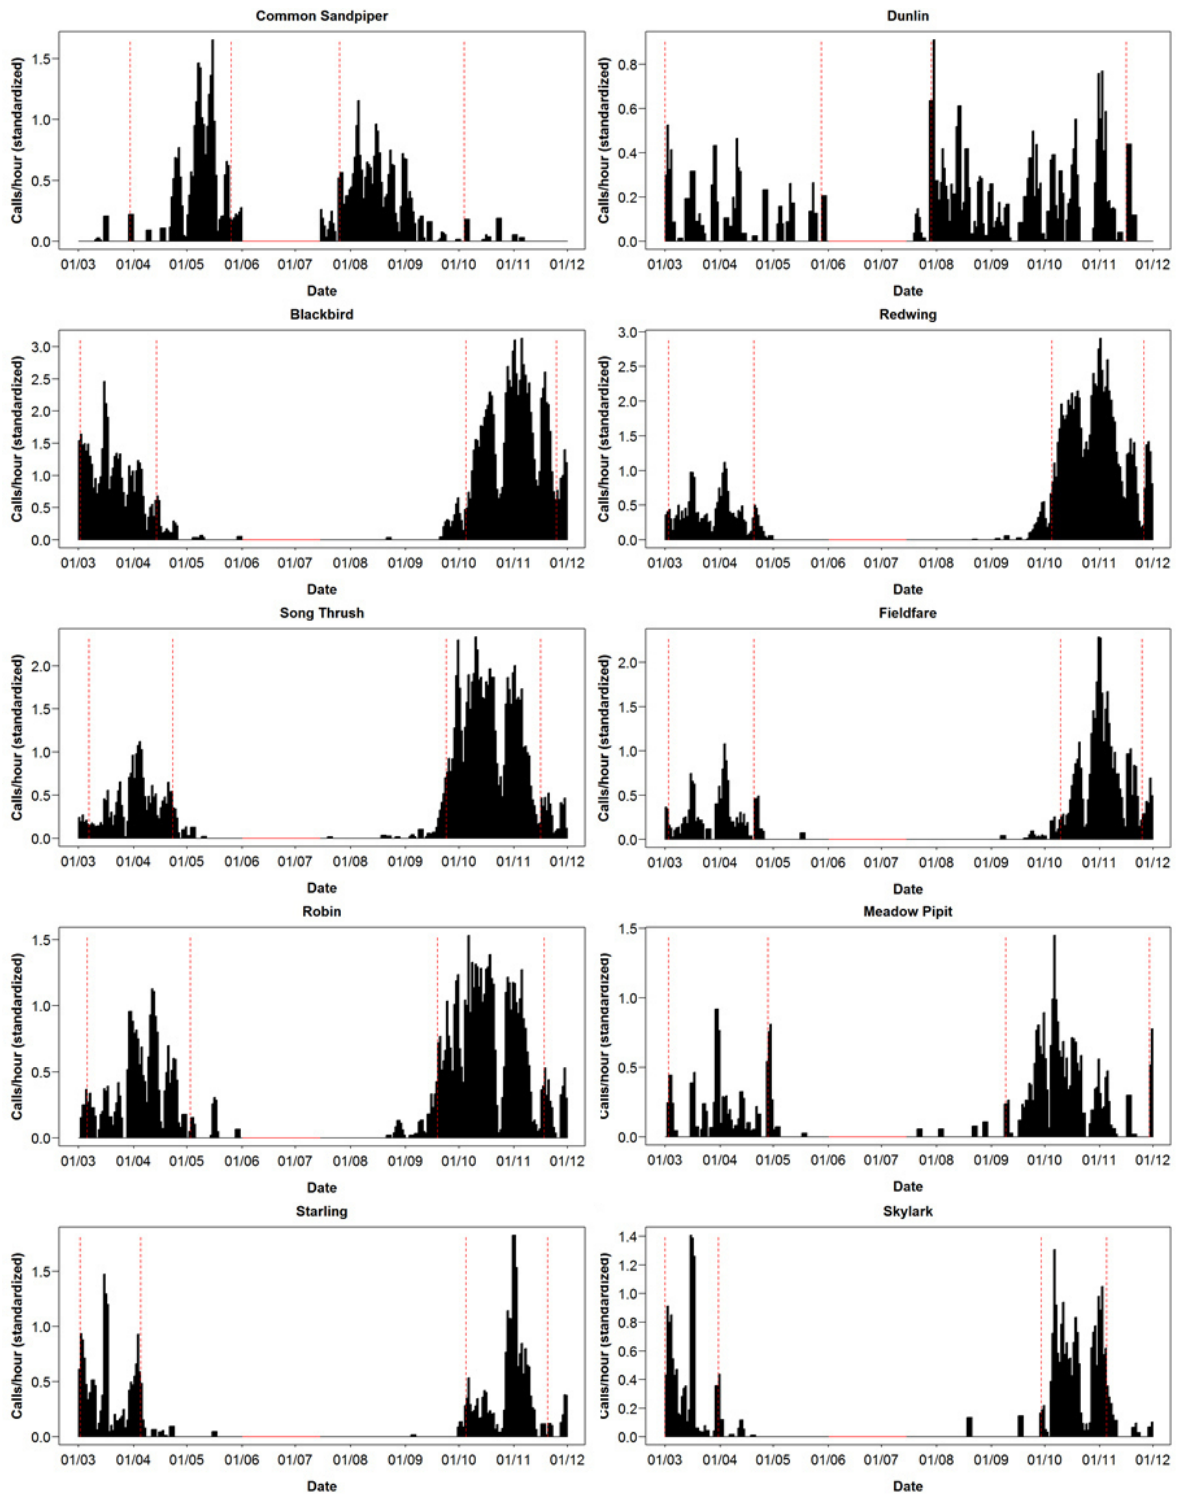 Common Sandpiper
Calls/hour (standardized)
1.5
1.0
0.5
0.0
01/03 01/04 01/05 01/06 01/07 01/08 01/09 01/10 01/11 01/12
Date
Dunlin
Calls/hour (standardized)
0.8
0.6
0.4
0.2
0.0
01/03 01/04 01/05 01/06 01/07 01/08 01/09 01/10 01/11 01/12
Date
Blackbird
Calls/hour (standardized)
3.0
2.5
2.0
1.5
1.0
0.5
0.0
01/03 01/04 01/05 01/06 01/07 01/08 01/09 01/10 01/11 01/12
Date
Redwing
Calls/hour (standardized)
3.0
2.5
2.0
1.5
1.0
0.5
0.0
01/03 01/04 01/05 01/06 01/07 01/08 01/09 01/10 01/11 01/12
Date
Song Thrush
Calls/hour (standardized)
2.0
1.5
1.0
0.5
0.0
01/03 01/04 01/05 01/06 01/07 01/08 01/09 01/10 01/11 01/12
Date
Fieldfare
Calls/hour (standardized)
2.0
1.5
1.0
0.5
0.0
01/03 01/04 01/05 01/06 01/07 01/08 01/09 01/10 01/11 01/12
Date
Robin
Calls/hour (standardized)
1.5
1.0
0.5
0.0
01/03 01/04 01/05 01/06 01/07 01/08 01/09 01/10 01/11 01/12
Date
Meadow Pipit
Calls/hour (standardized)
1.5
1.0
0.5
0.0
01/03 01/04 01/05 01/06 01/07 01/08 01/09 01/10 01/11 01/12
Date
Starling
Calls/hour (standardized)
1.5
1.0
0.5
0.0
01/03 01/04 01/05 01/06 01/07 01/08 01/09 01/10 01/11 01/12
Date
Skylark
Calls/hour (standardized)
1.4
1.2
1.0
0.8
0.6
0.4
0.2
0.0
01/03 01/04 01/05 01/06 01/07 01/08 01/09 01/10 01/11 01/12
Date